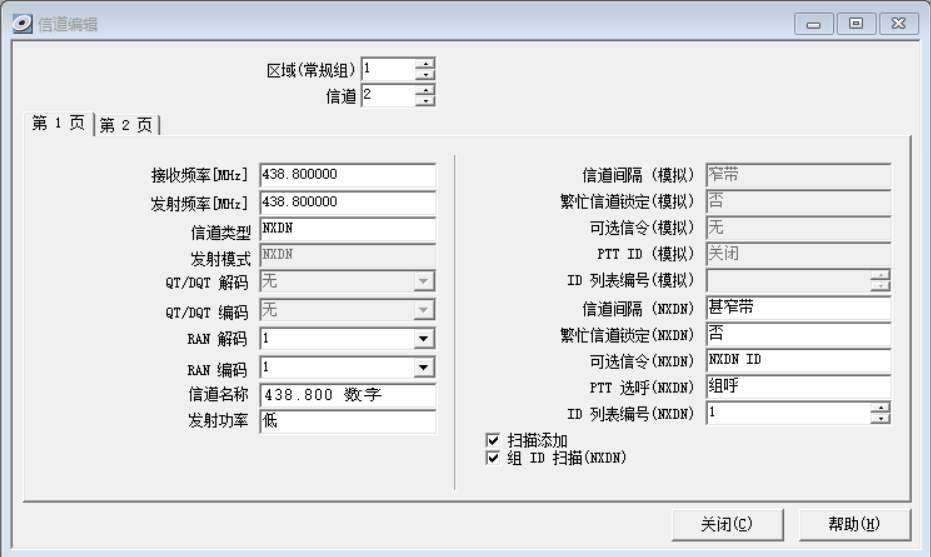 信道编辑
区域(常规组) 1
信道 2
第 1 页 第 2 页
接收频率[MHz] 438.800000
发射频率[MHz] 438.800000
信道类型 NXDN
发射模式 NXDN
QT/DQT 解码 无
QT/DQT 编码 无
RAN 解码 1
RAN 编码 1
信道名称 438.800 数字
发射功率 低
信道间隔 (模拟) 窄带
繁忙信道锁定(模拟) 否
可选信令(模拟) 无
PTT ID (模拟) 关闭
ID 列表编号(模拟)
信道间隔 (NXDN) 甚窄带
繁忙信道锁定(NXDN) 否
可选信令(NXDN) NXDN ID
PTT 选呼(NXDN) 组呼
ID 列表编号(NXDN) 1
扫描添加
组 ID 扫描(NXDN)
关闭(C) 帮助(H)